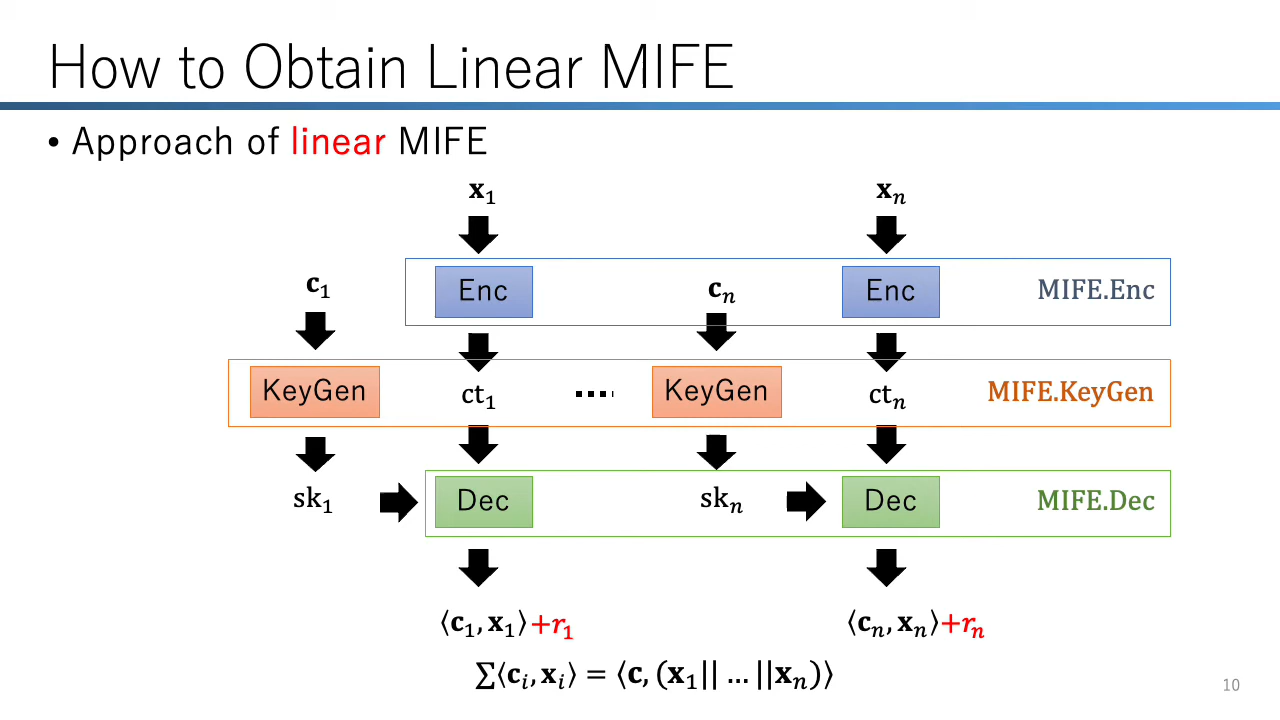 How to Obtain Linear MIFE
• Approach of linear MIFE
x₁ xₙ
c₁ Enc cₙ Enc MIFE.Enc
KeyGen ct₁ ···· KeyGen ctₙ MIFE.KeyGen
sk₁ Dec skₙ Dec MIFE.Dec
⟨c₁, x₁⟩+r₁ ⟨cₙ, xₙ⟩+rₙ
∑⟨cᵢ, xᵢ⟩ = ⟨c, (x₁|| … ||xₙ)⟩
10